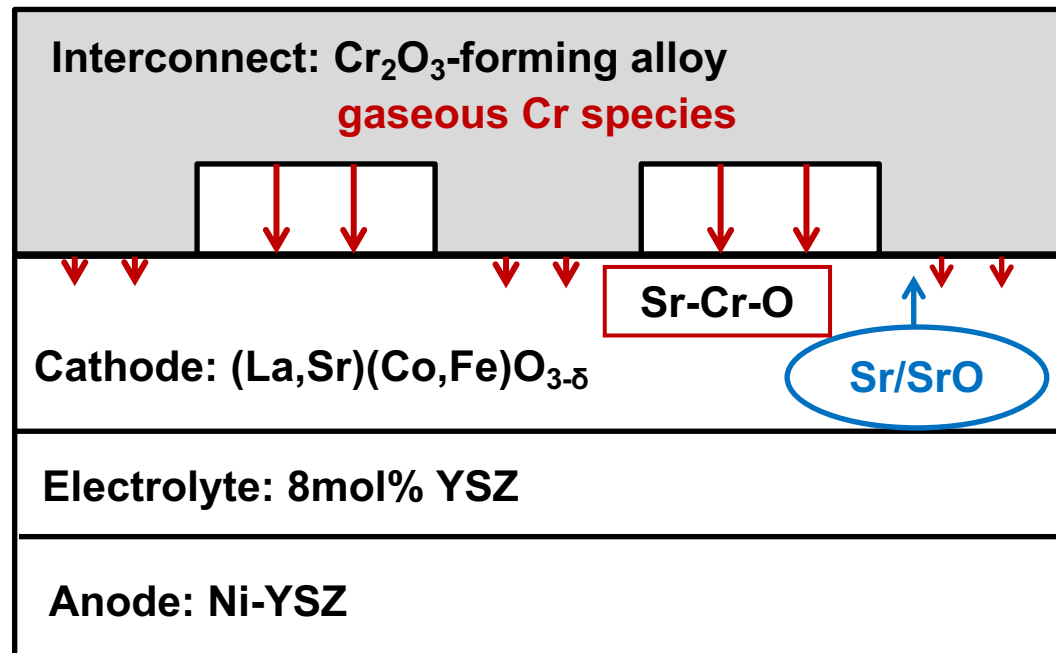 Interconnect: Cr₂O₃-forming alloy
gaseous Cr species
Sr-Cr-O
Cathode: (La,Sr)(Co,Fe)O₃₋δ
Sr/SrO
Electrolyte: 8mol% YSZ
Anode: Ni-YSZ